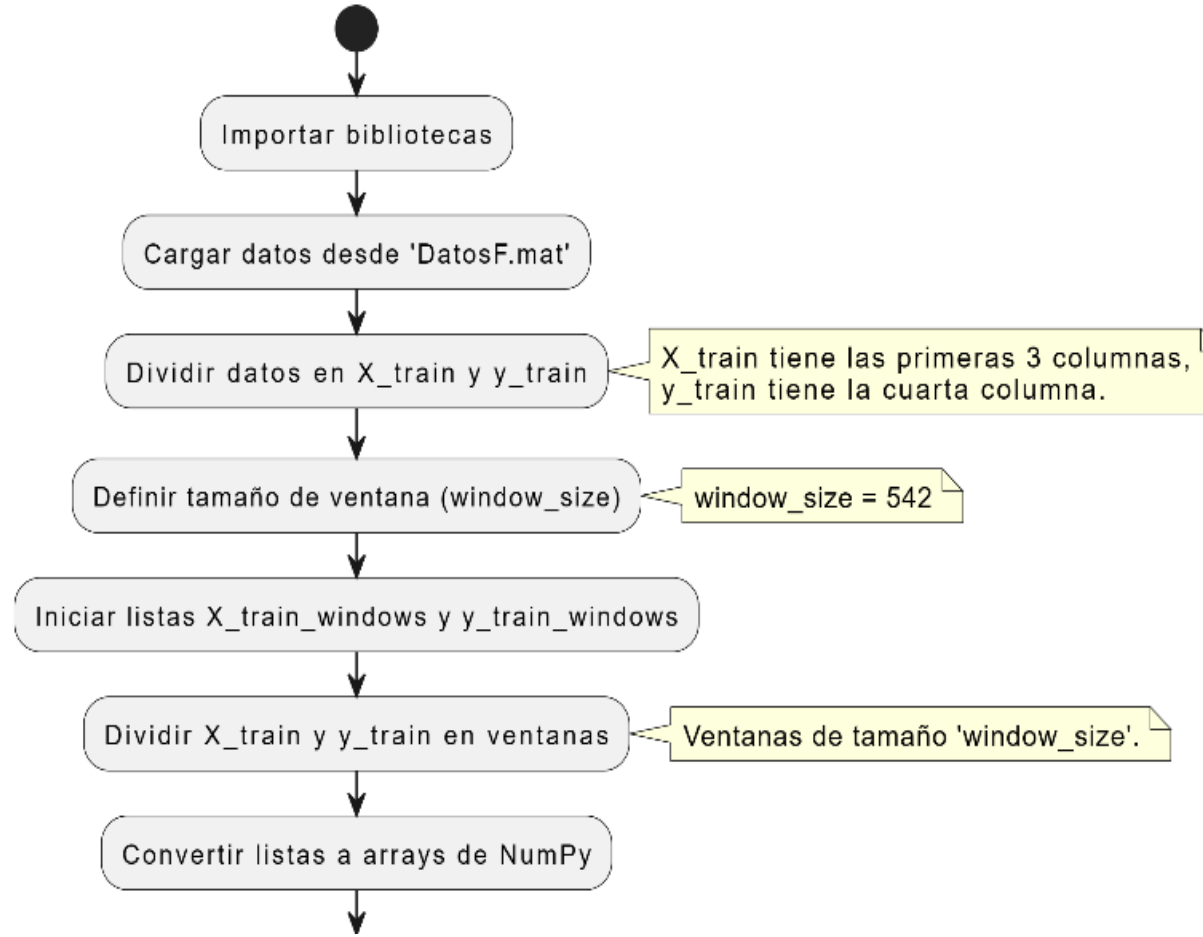 Importar bibliotecas
Cargar datos desde 'DatosF.mat'
Dividir datos en X_train y y_train
X_train tiene las primeras 3 columnas,
y_train tiene la cuarta columna.
Definir tamaño de ventana (window_size)
window_size = 542
Iniciar listas X_train_windows y y_train_windows
Dividir X_train y y_train en ventanas
Ventanas de tamaño 'window_size'.
Convertir listas a arrays de NumPy